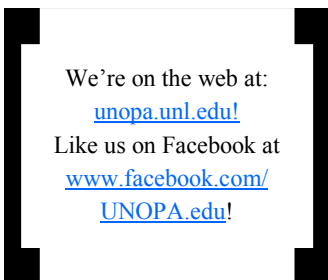 We’re on the web at:
unopa.unl.edu!
Like us on Facebook at
www.facebook.com/
UNOPA.edu!